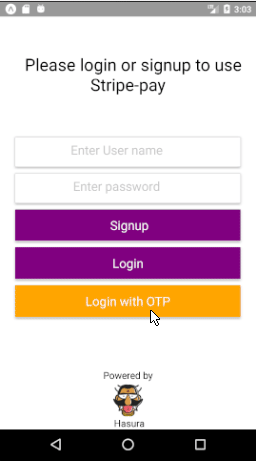 3:03
Please login or signup to use
Stripe-pay
Enter User name
Enter password
Signup
Login
Login with OTP
Powered by
Hasura